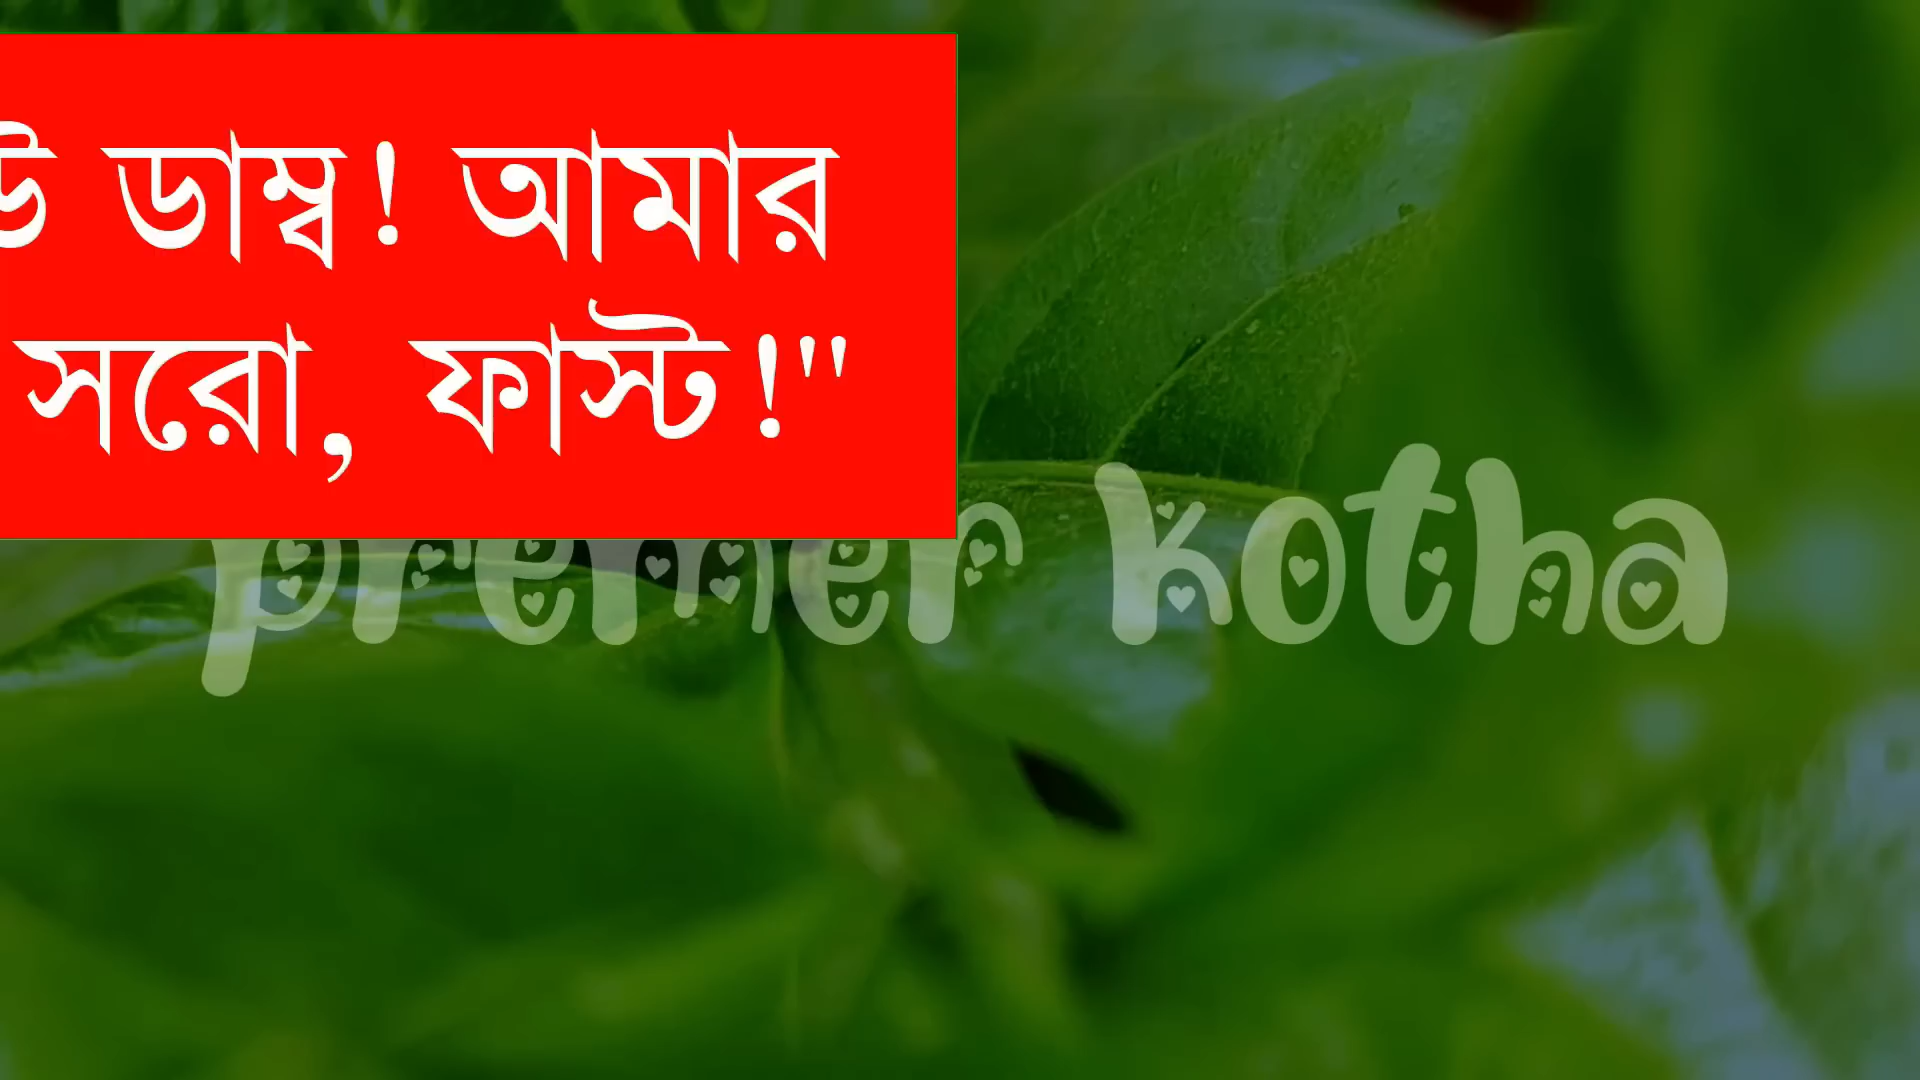 উ ডাম্ব! আমার
সরো, ফাস্ট!"
premer kotha